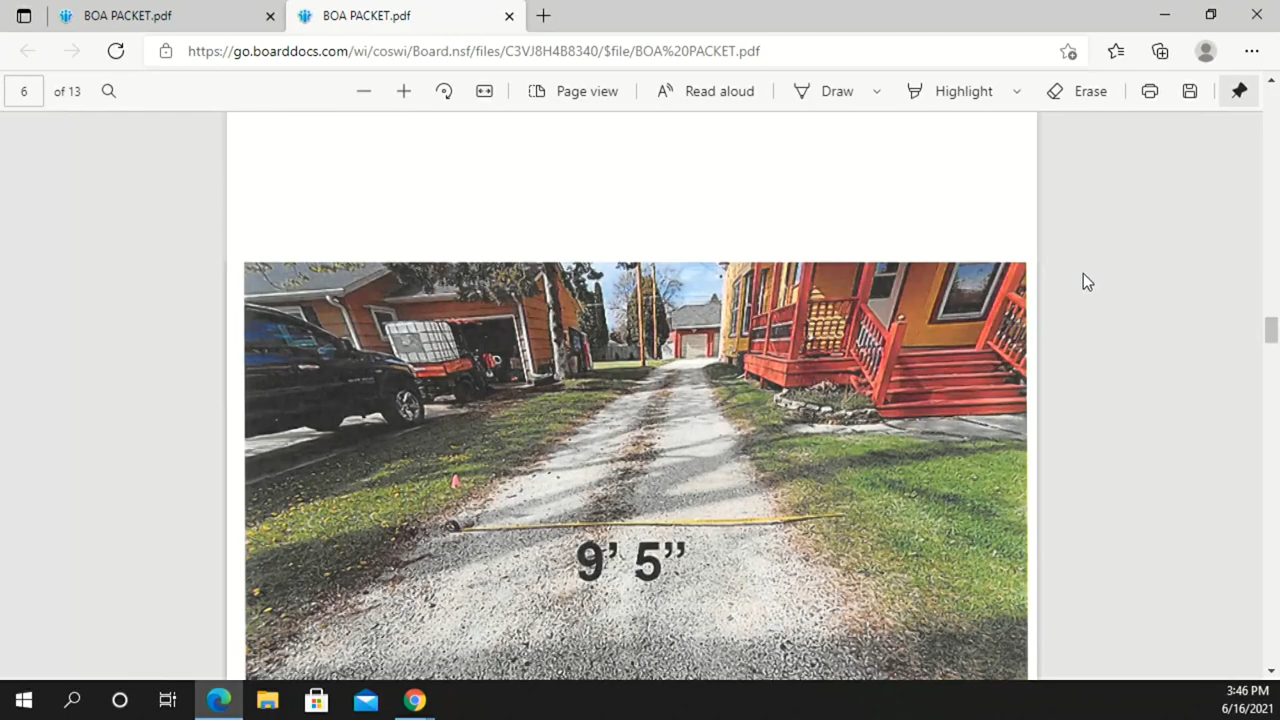 BOA PACKET.pdf
BOA PACKET.pdf
https://go.boarddocs.com/wi/coswi/Board.nsf/files/C3VJ8H4B8340/$file/BOA%20PACKET.pdf
6 of 13
Page view
Read aloud
Draw
Highlight
Erase
9' 5”
3:46 PM
6/16/2021